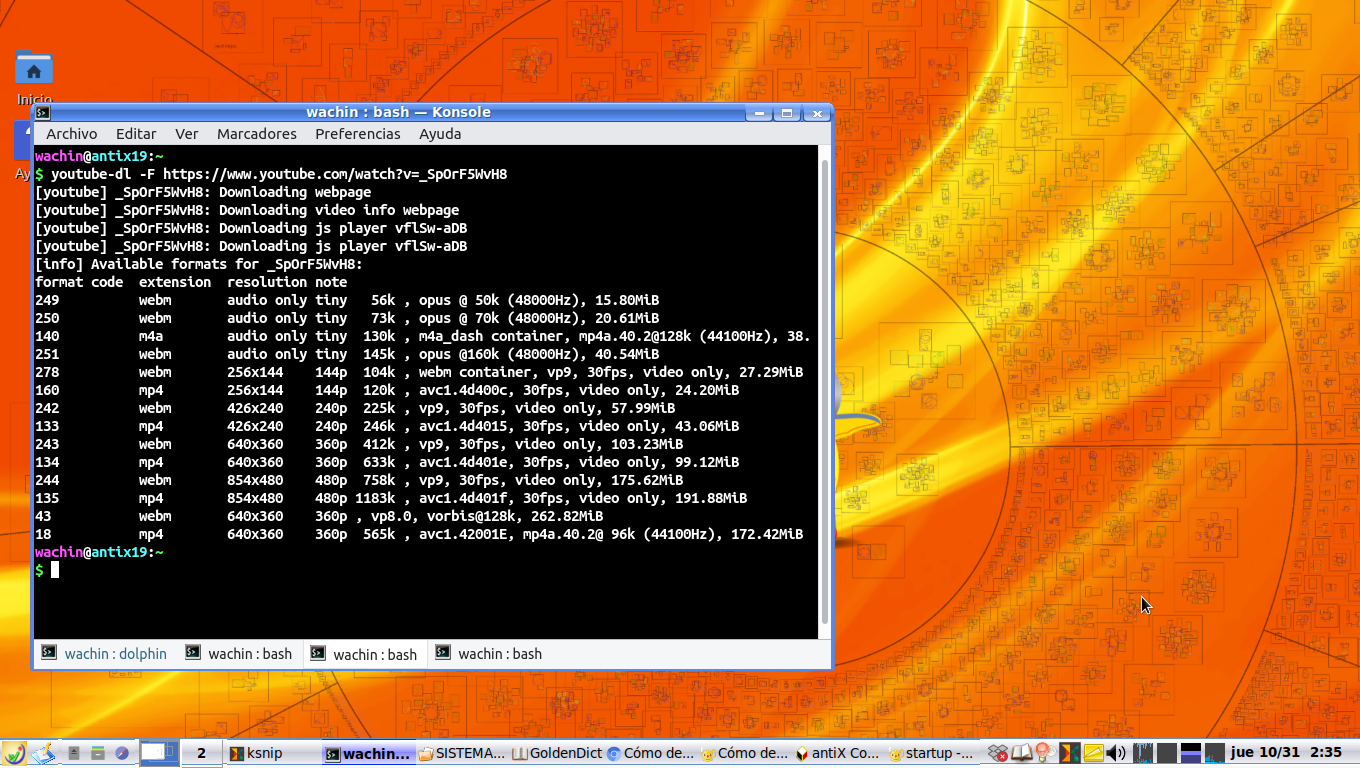 Inicio
wachin : bash — Konsole
Archivo Editar Ver Marcadores Preferencias Ayuda
wachin@antix19:~
$ youtube-dl -F https://www.youtube.com/watch?v=_SpOrF5WvH8
[youtube] _SpOrF5WvH8: Downloading webpage
[youtube] _SpOrF5WvH8: Downloading video info webpage
[youtube] _SpOrF5WvH8: Downloading js player vflSw-aDB
[youtube] _SpOrF5WvH8: Downloading js player vflSw-aDB
[info] Available formats for _SpOrF5WvH8:
format code  extension  resolution note
249          webm       audio only tiny   56k , opus @ 50k (48000Hz), 15.80MiB
250          webm       audio only tiny   73k , opus @ 70k (48000Hz), 20.61MiB
140          m4a        audio only tiny  130k , m4a_dash container, mp4a.40.2@128k (44100Hz), 38.
251          webm       audio only tiny  145k , opus @160k (48000Hz), 40.54MiB
278          webm       256x144    144p  104k , webm container, vp9, 30fps, video only, 27.29MiB
160          mp4        256x144    144p  120k , avc1.4d400c, 30fps, video only, 24.20MiB
242          webm       426x240    240p  225k , vp9, 30fps, video only, 57.99MiB
133          mp4        426x240    240p  246k , avc1.4d4015, 30fps, video only, 43.06MiB
243          webm       640x360    360p  412k , vp9, 30fps, video only, 103.23MiB
134          mp4        640x360    360p  633k , avc1.4d401e, 30fps, video only, 99.12MiB
244          webm       854x480    480p  758k , vp9, 30fps, video only, 175.62MiB
135          mp4        854x480    480p 1183k , avc1.4d401f, 30fps, video only, 191.88MiB
43           webm       640x360    360p , vp8.0, vorbis@128k, 262.82MiB
18           mp4        640x360    360p  565k , avc1.42001E, mp4a.40.2@ 96k (44100Hz), 172.42MiB
wachin@antix19:~
$
wachin : dolphin wachin : bash wachin : bash wachin : bash
2 ksnip wachin... SISTEMA... GoldenDict Cómo de... Cómo de... antiX Co... startup -... jue 10/31 2:35